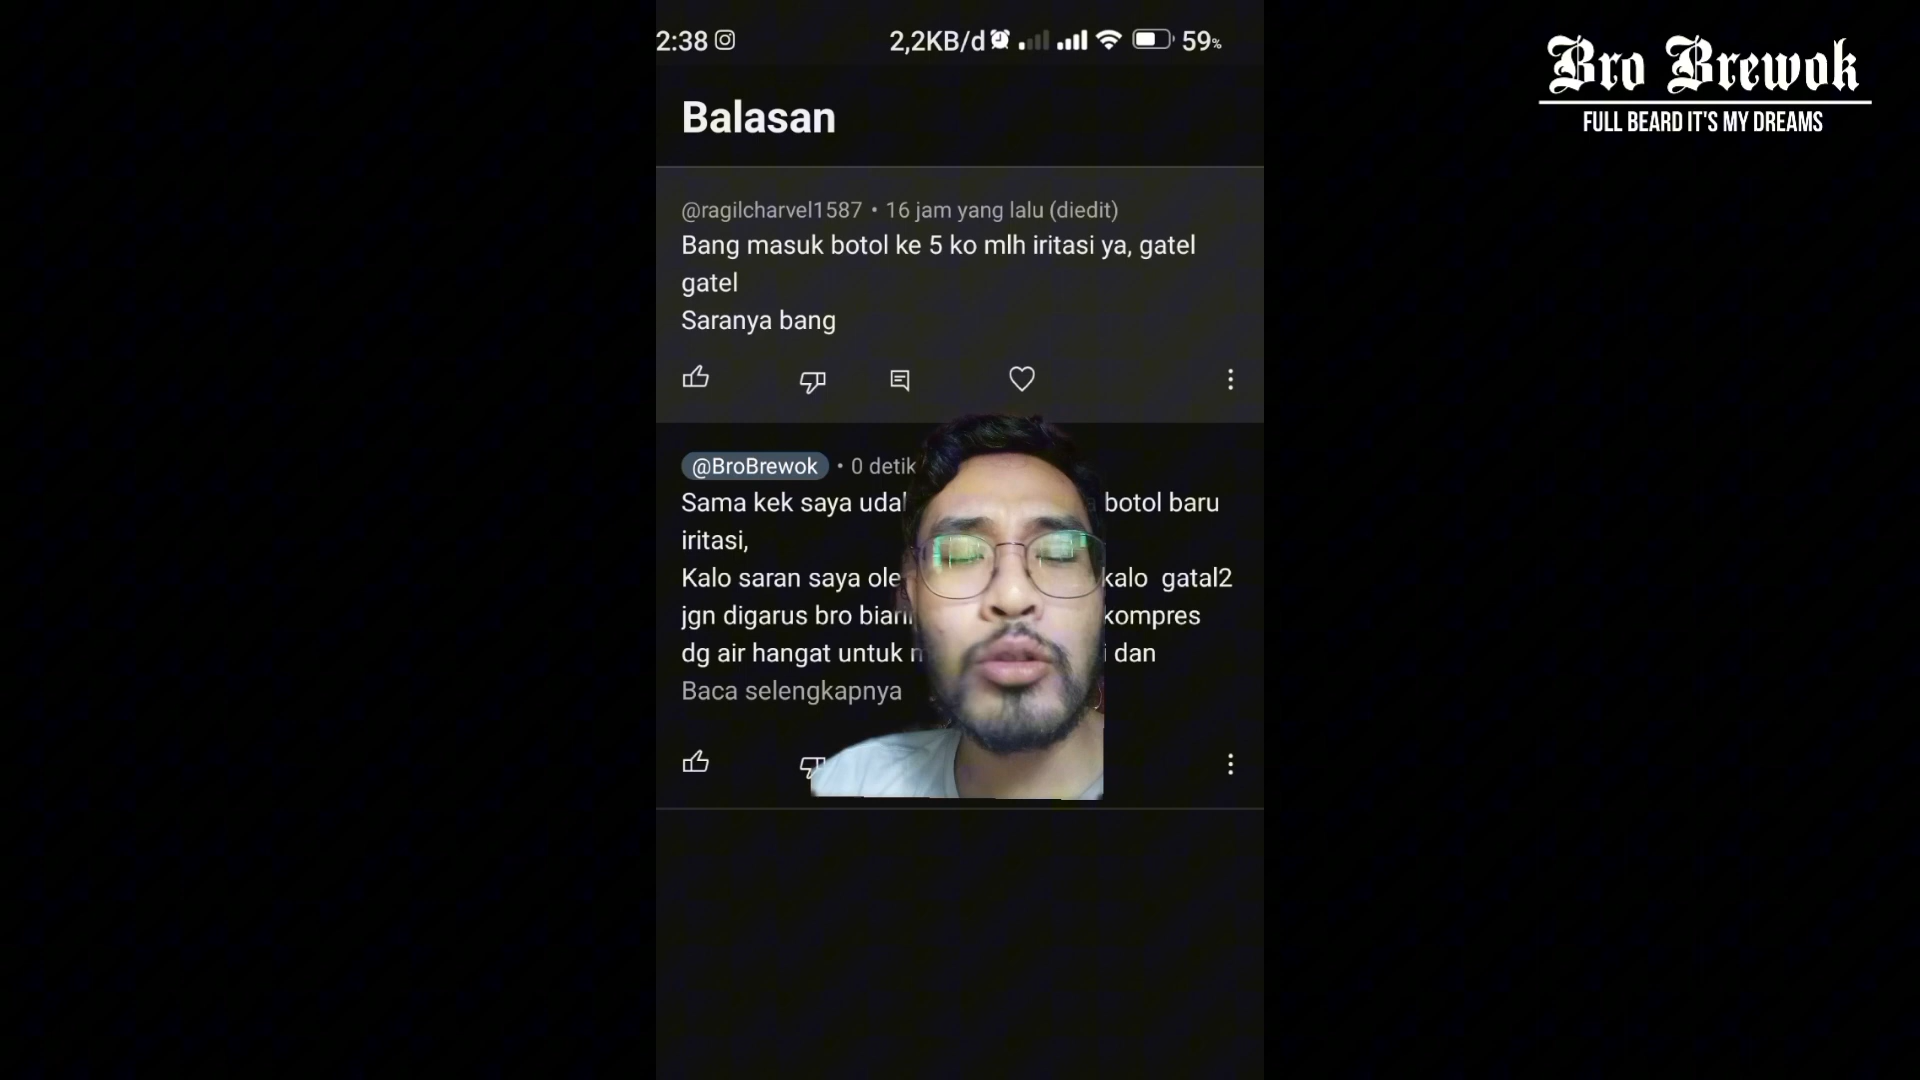 2:38 2,2KB/d 59%
Bro Brewok
FULL BEARD IT'S MY DREAMS
Balasan
@ragilcharvel1587 • 16 jam yang lalu (diedit)
Bang masuk botol ke 5 ko mlh iritasi ya, gatel
gatel
Saranya bang
@BroBrewok • 0 detik
Sama kek saya botol baru
iritasi,
Kalo saran saya kalo gatal2
jgn digarus bro kompres
dg air hangat untuk dan
Baca selengkapnya